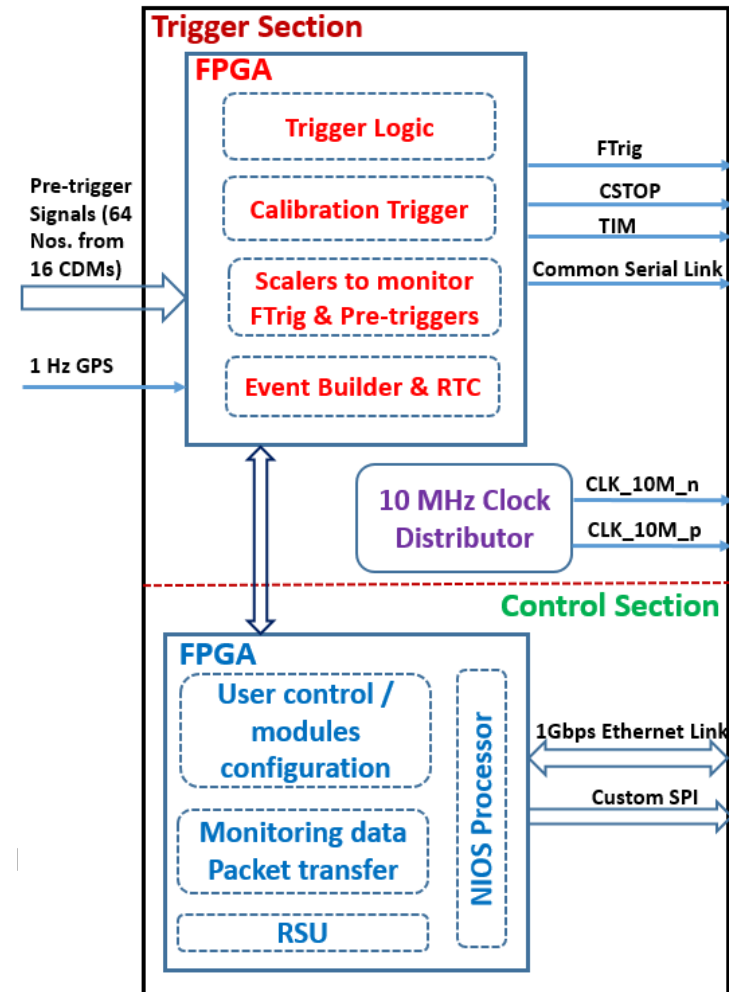 Trigger Section
FPGA
Trigger Logic
Calibration Trigger
Scalers to monitor
FTrig & Pre-triggers
Event Builder & RTC
Pre-trigger
Signals (64
Nos. from
16 CDMs)
1 Hz GPS
FTrig
CSTOP
TIM
Common Serial Link
10 MHz Clock
Distributor
CLK_10M_n
CLK_10M_p
Control Section
FPGA
User control /
modules
configuration
Monitoring data
Packet transfer
RSU
NIOS Processor
1Gbps Ethernet Link
Custom SPI